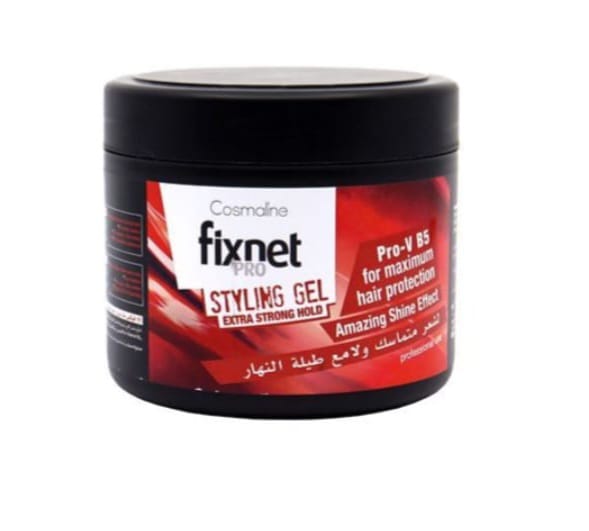 Cosmaline
fixnet
PRO
STYLING GEL
EXTRA STRONG HOLD
Pro-V B5
for maximum
hair protection
Amazing Shine Effect
لشعر متماسك ولامع طيلة النهار
professional use